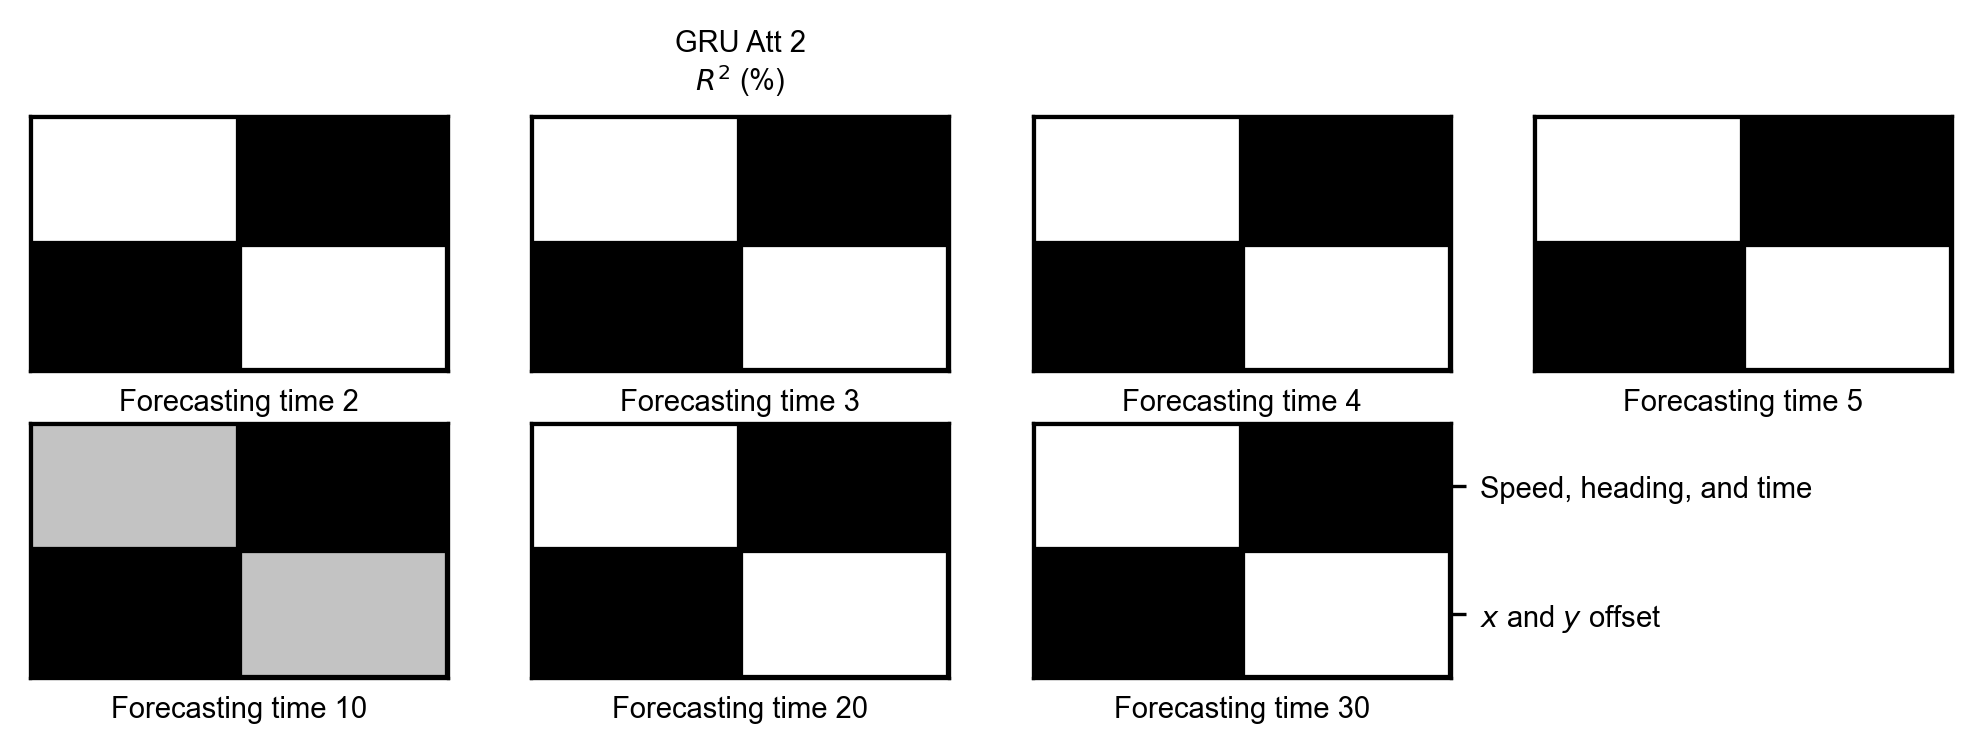 GRU Att 2
R² (%)
Forecasting time 2
Forecasting time 3
Forecasting time 4
Forecasting time 5
Speed, heading, and time
x and y offset
Forecasting time 10
Forecasting time 20
Forecasting time 30